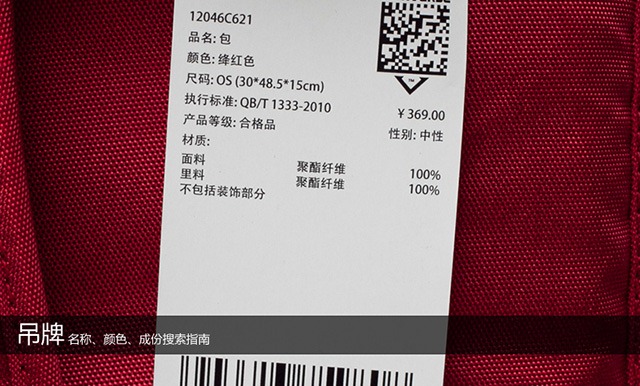 12046C621
品名: 包
颜色: 绛红色
尺码: OS (30*48.5*15cm)
执行标准: QB/T 1333-2010
¥ 369.00
产品等级: 合格品
性别: 中性
材质:
面料 聚酯纤维 100%
里料 聚酯纤维 100%
不包括装饰部分
吊牌 名称、颜色、成份搜索指南